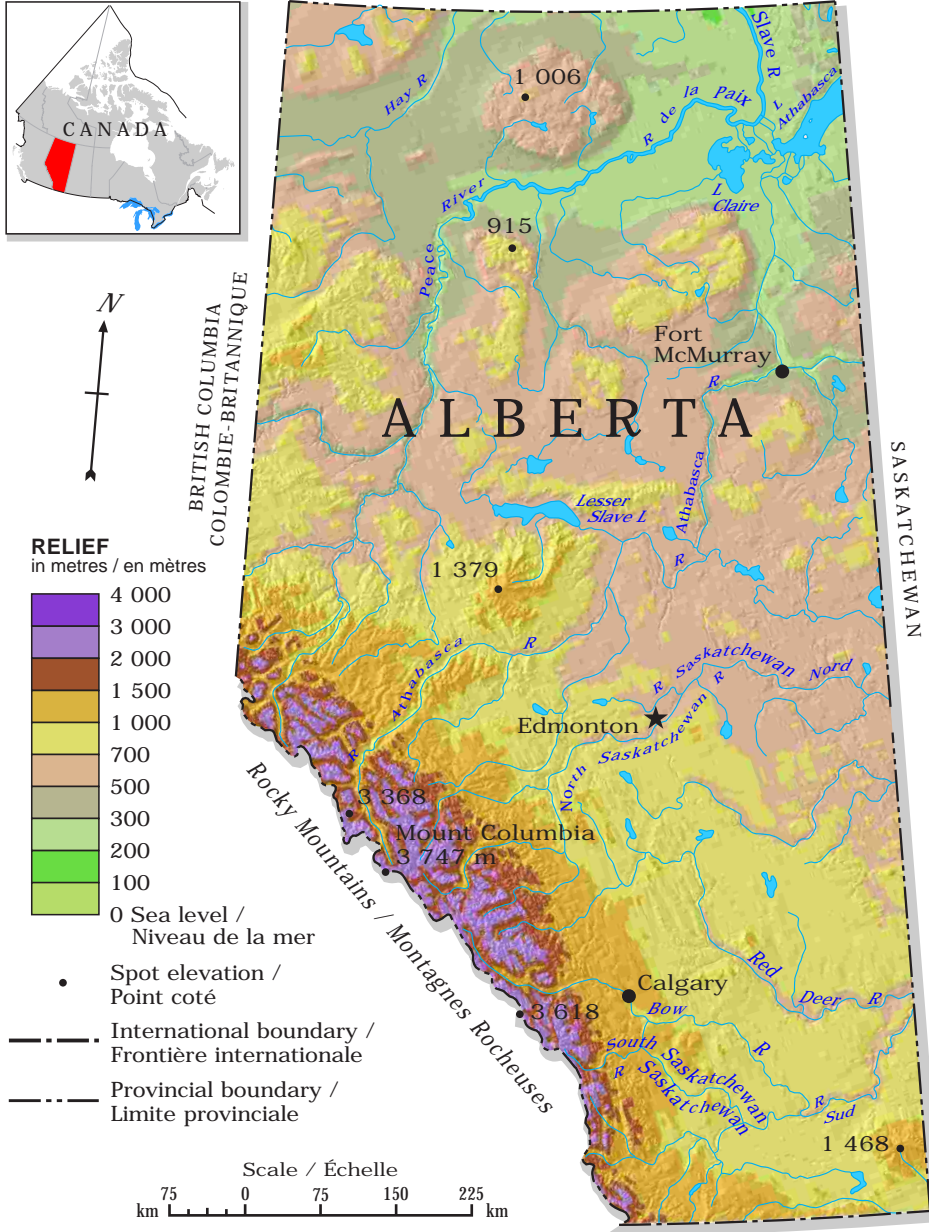 CANADA
N
BRITISH COLUMBIA
COLOMBIE-BRITANNIQUE
SASKATCHEWAN
ALBERTA
Hay R
1 006
Slave R
L
Athabasca
R de la Paix
L
Claire
River
Peace
915
Fort
McMurray
R
Athabasca
R
Lesser
Slave L
1 379
Athabasca
R
R
R Saskatchewan Nord
Edmonton
North Saskatchewan R
Rocky Mountains / Montagnes Rocheuses
3 368
Mount Columbia
3 747 m
Red
Deer R
Calgary
Bow
R
3 618
South Saskatchewan
R Saskatchewan
R
Sud
1 468
RELIEF
in metres / en mètres
4 000
3 000
2 000
1 500
1 000
700
500
300
200
100
0 Sea level /
Niveau de la mer
Spot elevation /
Point coté
International boundary /
Frontière internationale
Provincial boundary /
Limite provinciale
Scale / Échelle
75 0 75 150 225
km km